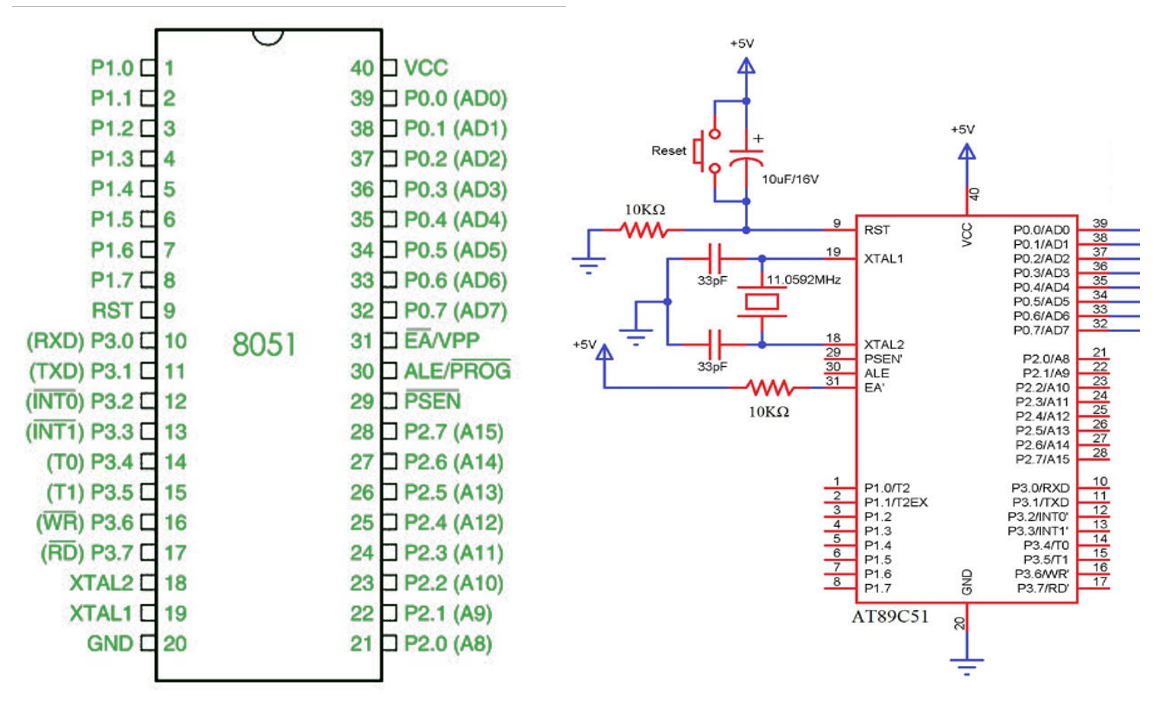 P1.0 1 40 VCC
P1.1 2 39 P0.0 (AD0)
P1.2 3 38 P0.1 (AD1)
P1.3 4 37 P0.2 (AD2)
P1.4 5 36 P0.3 (AD3)
P1.5 6 35 P0.4 (AD4)
P1.6 7 34 P0.5 (AD5)
P1.7 8 33 P0.6 (AD6)
RST 9 32 P0.7 (AD7)
(RXD) P3.0 10 31 E̅A̅/VPP
8051
(TXD) P3.1 11 30 ALE/P̅R̅O̅G̅
(I̅N̅T̅0̅) P3.2 12 29 P̅S̅E̅N̅
(I̅N̅T̅1̅) P3.3 13 28 P2.7 (A15)
(T0) P3.4 14 27 P2.6 (A14)
(T1) P3.5 15 26 P2.5 (A13)
(W̅R̅) P3.6 16 25 P2.4 (A12)
(R̅D̅) P3.7 17 24 P2.3 (A11)
XTAL2 18 23 P2.2 (A10)
XTAL1 19 22 P2.1 (A9)
GND 20 21 P2.0 (A8)
+5V
Reset
+
10uF/16V
10KΩ
33pF
11.0592MHz
33pF
+5V
10KΩ
+5V
40
VCC
9 RST
19 XTAL1
18 XTAL2
29 PSEN'
30 ALE
31 EA'
1 P1.0/T2
2 P1.1/T2EX
3 P1.2
4 P1.3
5 P1.4
6 P1.5
7 P1.6
8 P1.7
P0.0/AD0 39
P0.1/AD1 38
P0.2/AD2 37
P0.3/AD3 36
P0.4/AD4 35
P0.5/AD5 34
P0.6/AD6 33
P0.7/AD7 32
P2.0/A8 21
P2.1/A9 22
P2.2/A10 23
P2.3/A11 24
P2.4/A12 25
P2.5/A13 26
P2.6/A14 27
P2.7/A15 28
P3.0/RXD 10
P3.1/TXD 11
P3.2/INT0' 12
P3.3/INT1' 13
P3.4/T0 14
P3.5/T1 15
P3.6/WR' 16
P3.7/RD' 17
GND
20
AT89C51